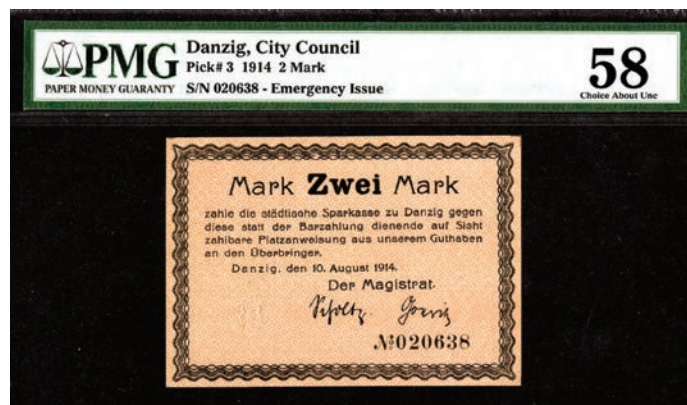 PMG
PAPER MONEY GUARANTY
Danzig, City Council
Pick# 3 1914 2 Mark
S/N 020638 - Emergency Issue
58
Choice About Unc
Mark Zwei Mark
zahle die städtische Sparkasse zu Danzig gegen
diese statt der Barzahlung dienende auf Sicht
zahlbare Platzanweisung aus unserem Guthaben
an den Überbringer.
Danzig, den 10. August 1914.
Der Magistrat.
Scholtz
№020638